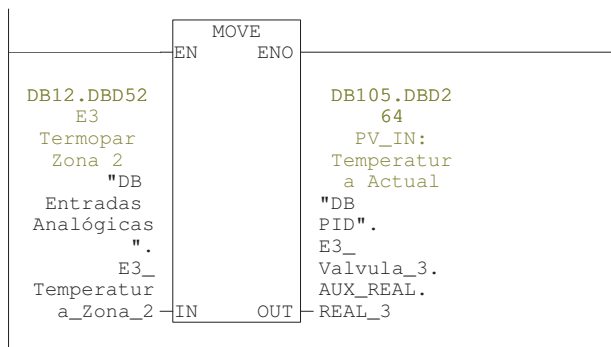 MOVE
EN ENO
DB12.DBD52
E3
Termopar
Zona 2
"DB
Entradas
Analógicas
".
E3_
Temperatur
a_Zona_2
IN
DB105.DBD2
64
PV_IN:
Temperatur
a Actual
"DB
PID".
E3_
Valvula_3.
AUX_REAL.
REAL_3
OUT